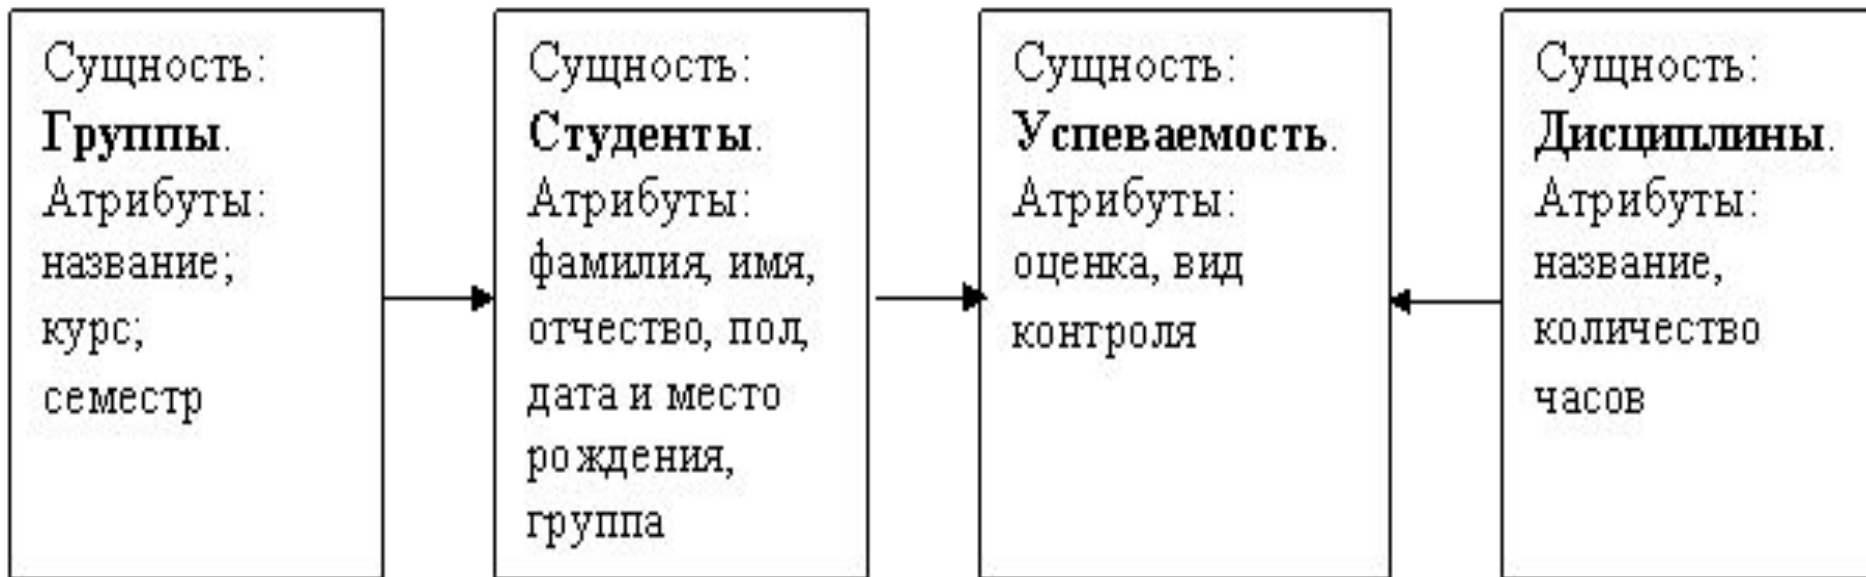 Сущность:
Группы.
Атрибуты:
название;
курс;
семестр
Сущность:
Студенты.
Атрибуты:
фамилия, имя,
отчество, пол,
дата и место
рождения,
группа
Сущность:
Успеваемость.
Атрибуты:
оценка, вид
контроля
Сущность:
Дисциплины.
Атрибуты:
название,
количество
часов